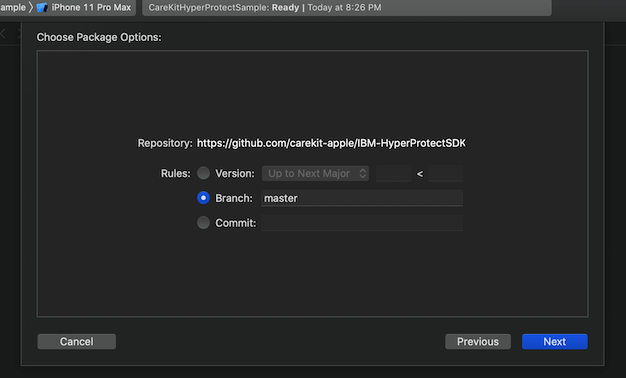 ample iPhone 11 Pro Max CareKitHyperProtectSample: Ready | Today at 8:26 PM
Choose Package Options:
Repository: https://github.com/carekit-apple/IBM-HyperProtectSDK
Rules: Version: Up to Next Major <
Branch: master
Commit:
Cancel Previous Next